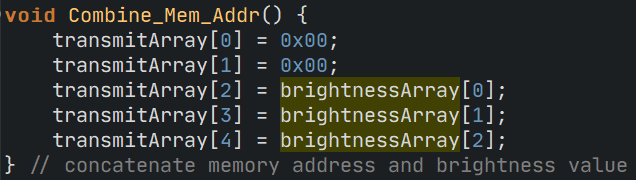 void Combine_Mem_Addr() {
    transmitArray[0] = 0x00;
    transmitArray[1] = 0x00;
    transmitArray[2] = brightnessArray[0];
    transmitArray[3] = brightnessArray[1];
    transmitArray[4] = brightnessArray[2];
} // concatenate memory address and brightness value